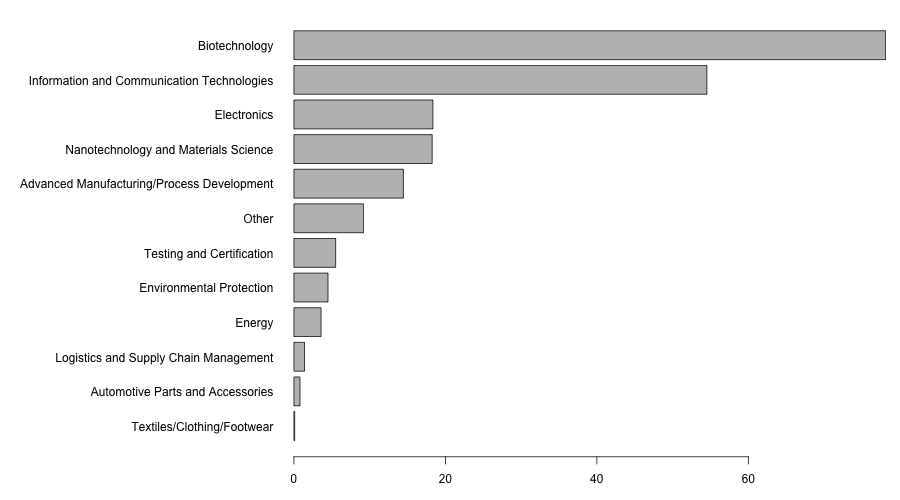 Biotechnology
Information and Communication Technologies
Electronics
Nanotechnology and Materials Science
Advanced Manufacturing/Process Development
Other
Testing and Certification
Environmental Protection
Energy
Logistics and Supply Chain Management
Automotive Parts and Accessories
Textiles/Clothing/Footwear
0 20 40 60